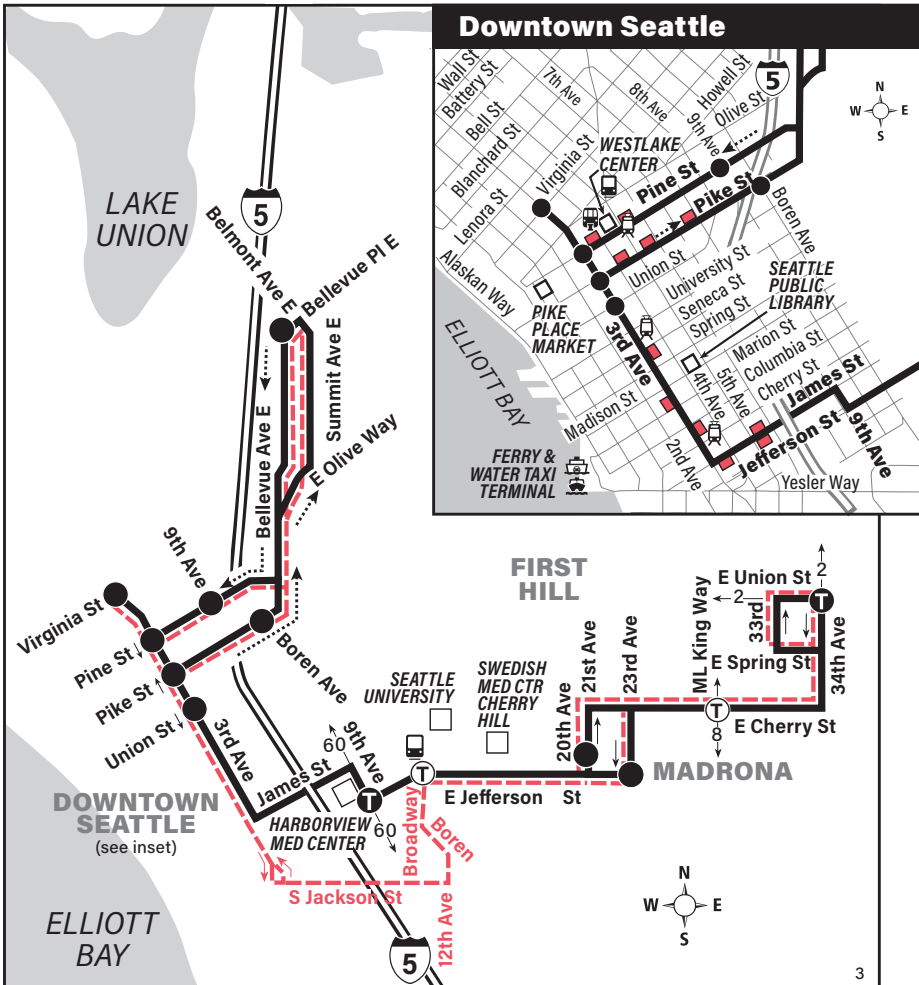 Downtown Seattle
Wall St
Battery St
Bell St
Blanchard St
Lenora St
Virginia St
7th Ave
8th Ave
9th Ave
Howell St
Olive St
5
N
W
E
S
WESTLAKE
CENTER
Pine St
Pike St
Boren Ave
Alaskan Way
Union St
University St
Seneca St
Spring St
SEATTLE
PUBLIC
LIBRARY
PIKE
PLACE
MARKET
3rd Ave
ELLIOTT BAY
Madison St
4th Ave
5th Ave
Marion St
Columbia St
Cherry St
James St
Jefferson St
9th Ave
2nd Ave
Yesler Way
FERRY &
WATER TAXI
TERMINAL
LAKE
UNION
5
Belmont Ave E
Bellevue Pl E
Summit Ave E
Bellevue Ave E
E Olive Way
9th Ave
Virginia St
Pine St
Pike St
Union St
Boren Ave
3rd Ave
James St
60
9th Ave
T
60
HARBORVIEW
MED CENTER
DOWNTOWN
SEATTLE
(see inset)
SEATTLE
UNIVERSITY
SWEDISH
MED CTR
CHERRY
HILL
T
Broadway
Boren
12th Ave
S Jackson St
E Jefferson St
FIRST
HILL
20th Ave
21st Ave
23rd Ave
ML King Way
T
8
E Cherry St
MADRONA
E Union St
2
2
T
33rd
E Spring St
34th Ave
ELLIOTT
BAY
5
N
W
E
S
3